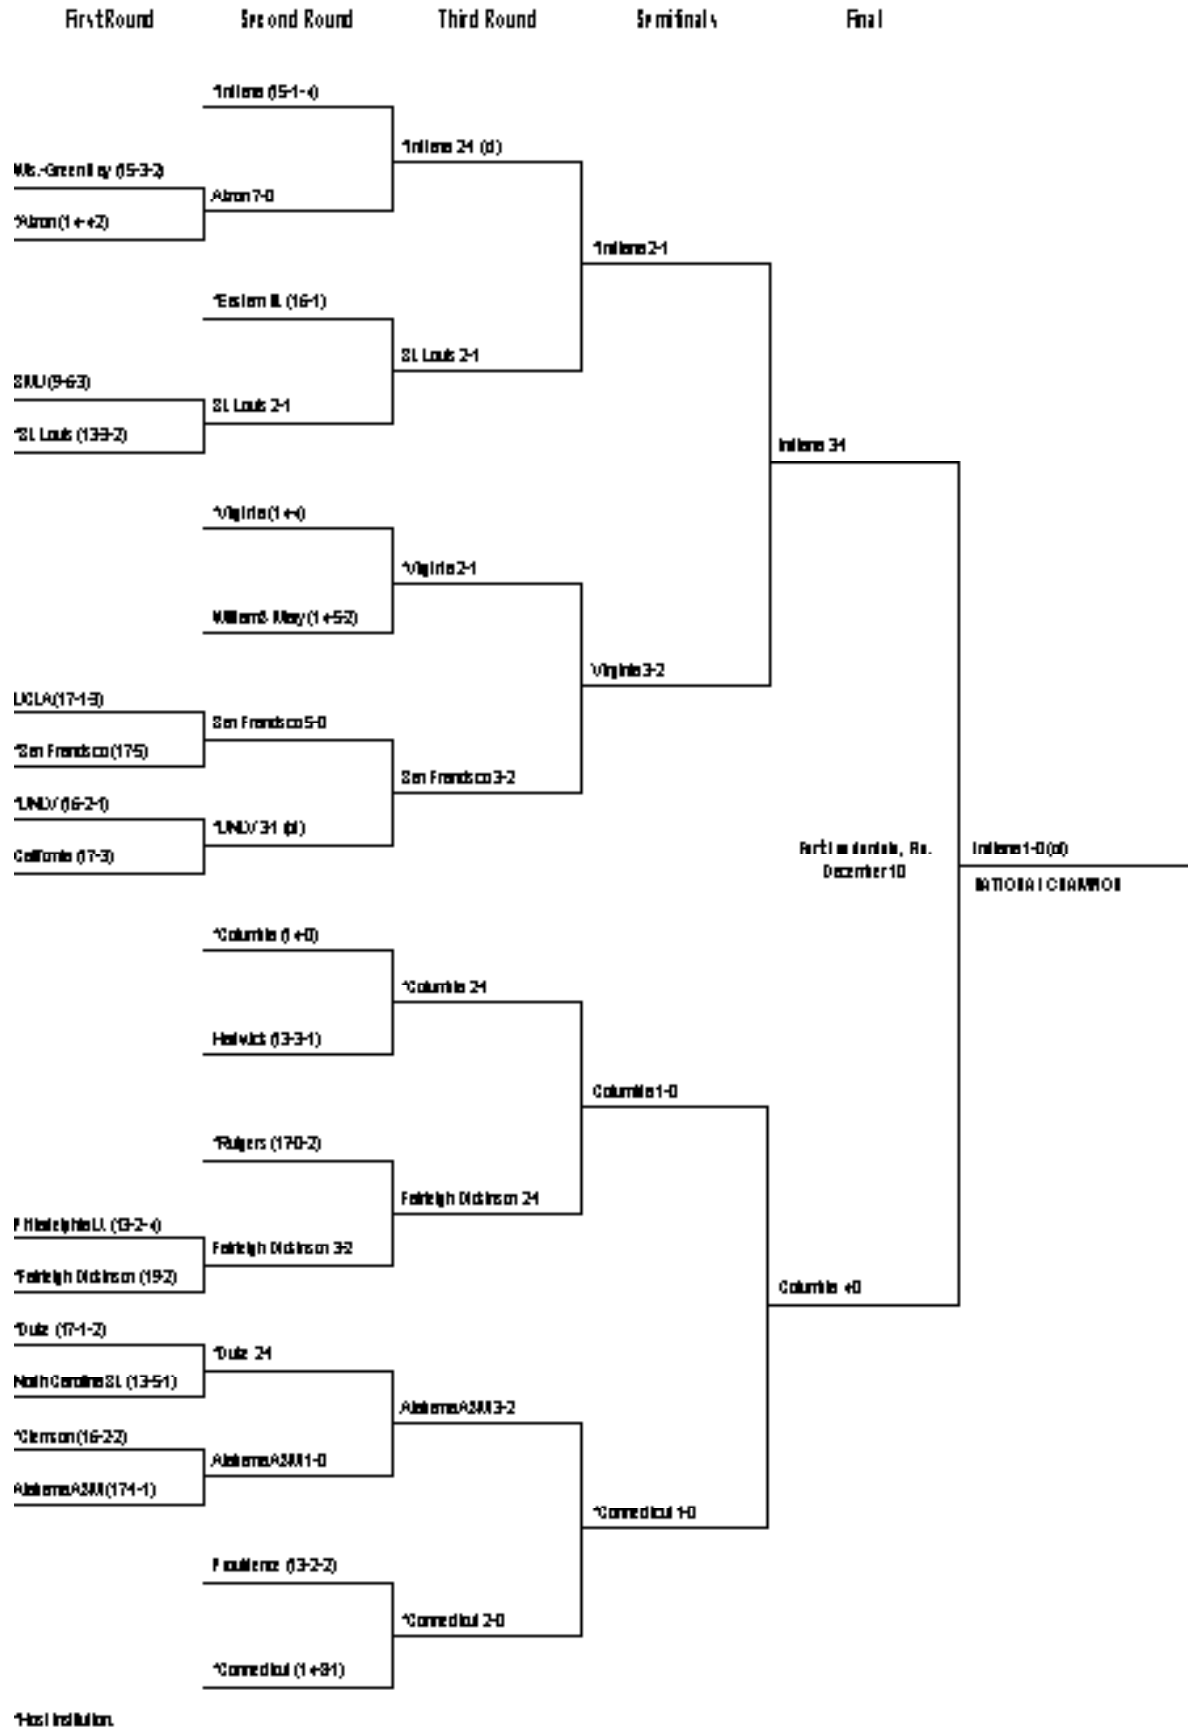 First Round
Second Round
Third Round
Semifinals
Final
*Indiana (15-1-4)
*Indiana 2-1 (ot)
Wis.-Green Bay (15-3-2)
Akron 7-0
*Akron (14-4-2)
*Indiana 2-1
*Eastern Ill. (16-1)
St. Louis 2-1
SMU (9-6-3)
St. Louis 2-1
*St. Louis (13-3-2)
Indiana 3-1
*Virginia (14-4)
*Virginia 2-1
William & Mary (14-5-2)
Virginia 3-2
UCLA (17-1-3)
San Francisco 5-0
*San Francisco (17-5)
San Francisco 3-2
*UNLV (16-2-1)
*UNLV 3-1 (ot)
California (17-3)
Fort Lauderdale, Fla.
December 10
Indiana 1-0 (ot)
NATIONAL CHAMPION
*Columbia (14-0)
*Columbia 2-1
Hartwick (13-3-1)
Columbia 1-0
*Rutgers (17-0-2)
Fairleigh Dickinson 2-1
Philadelphia U. (13-2-4)
Fairleigh Dickinson 3-2
*Fairleigh Dickinson (19-2)
Columbia 4-0
*Duke (17-1-2)
*Duke 2-1
North Carolina St. (13-5-1)
Alabama A&M 3-2
*Clemson (16-2-2)
Alabama A&M 1-0
Alabama A&M (17-1-1)
*Connecticut 1-0
Providence (13-2-2)
*Connecticut 2-0
*Connecticut
*Host institution.